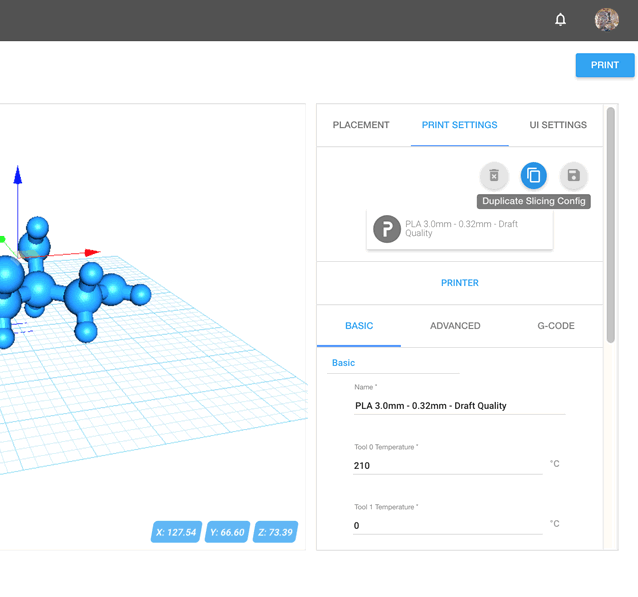 PRINT
PLACEMENT
PRINT SETTINGS
UI SETTINGS
Duplicate Slicing Config
PLA 3.0mm - 0.32mm - Draft
Quality
PRINTER
BASIC
ADVANCED
G-CODE
Basic
Name *
PLA 3.0mm - 0.32mm - Draft Quality
Tool 0 Temperature *
210
°C
Tool 1 Temperature *
0
°C
X: 127.54
Y: 66.60
Z: 73.39